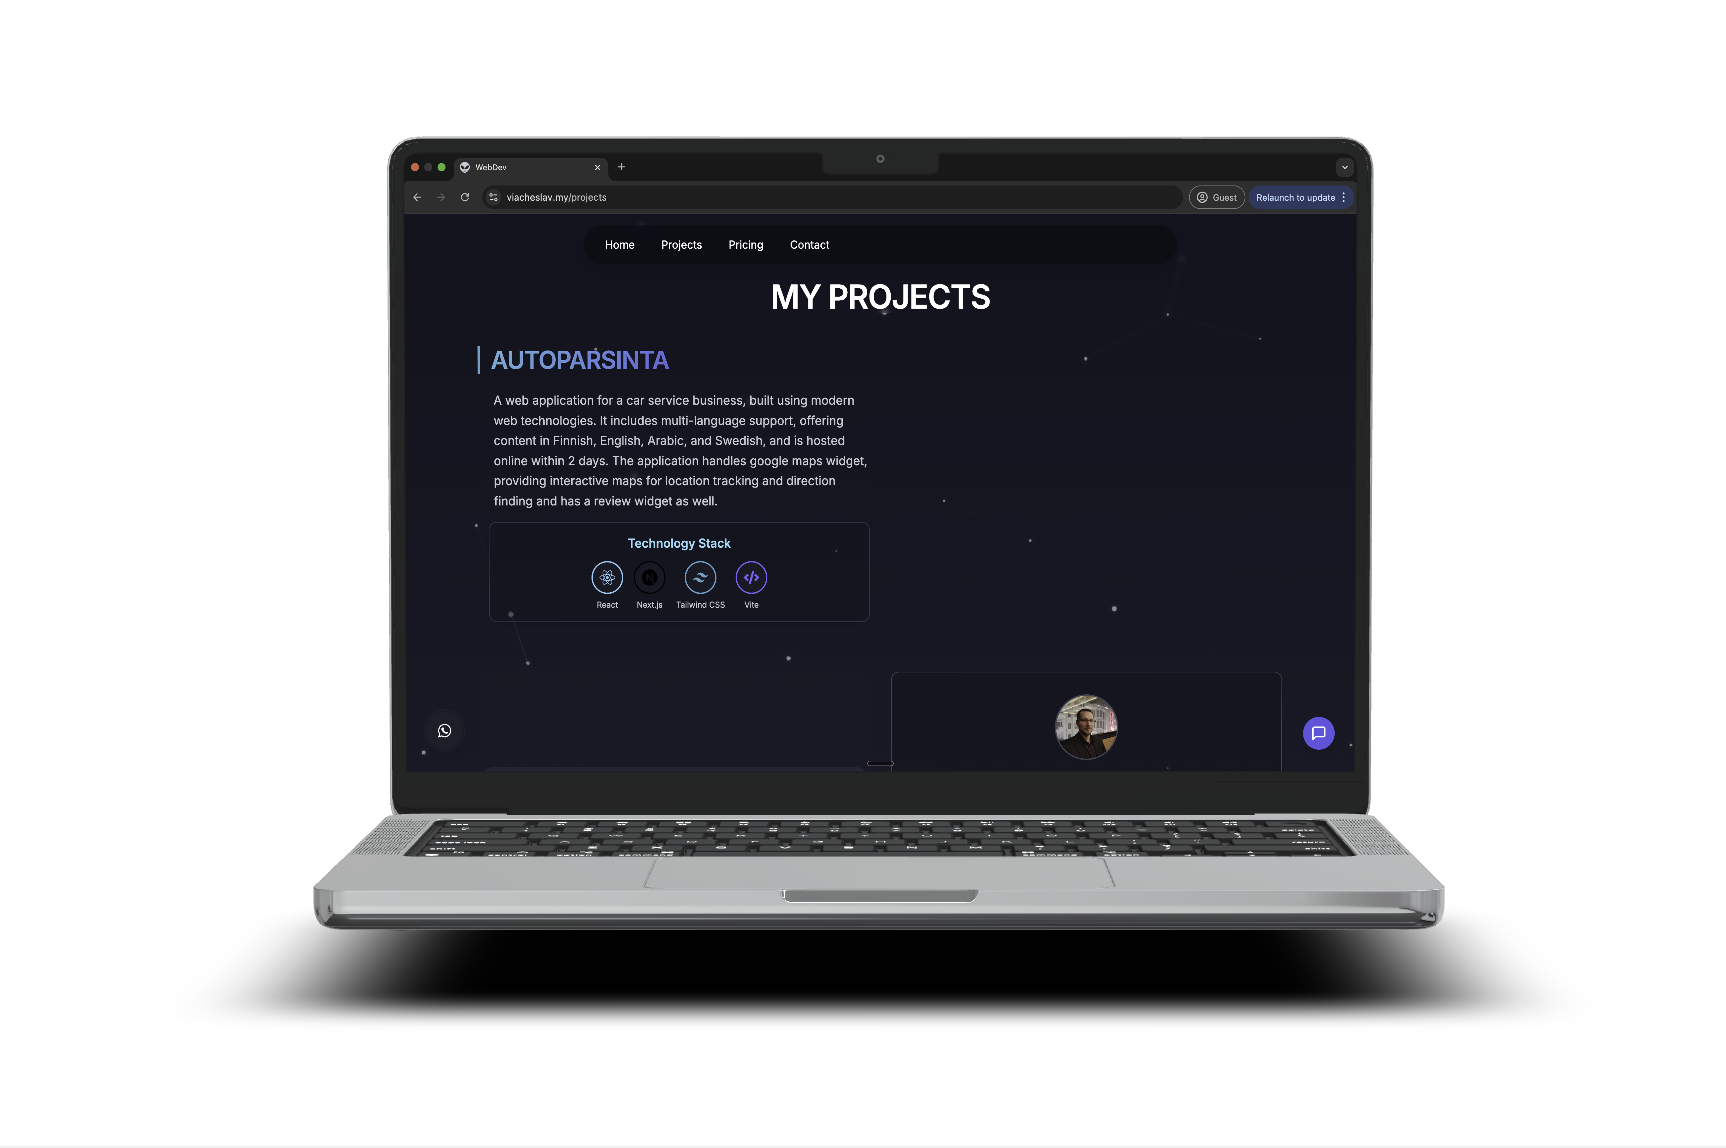 WebDev
viacheslav.my/projects
Guest
Relaunch to update
Home Projects Pricing Contact
MY PROJECTS
AUTOPARSINTA
A web application for a car service business, built using modern
web technologies. It includes multi-language support, offering
content in Finnish, English, Arabic, and Swedish, and is hosted
online within 2 days. The application handles google maps widget,
providing interactive maps for location tracking and direction
finding and has a review widget as well.
Technology Stack
React Next.js Tailwind CSS Vite